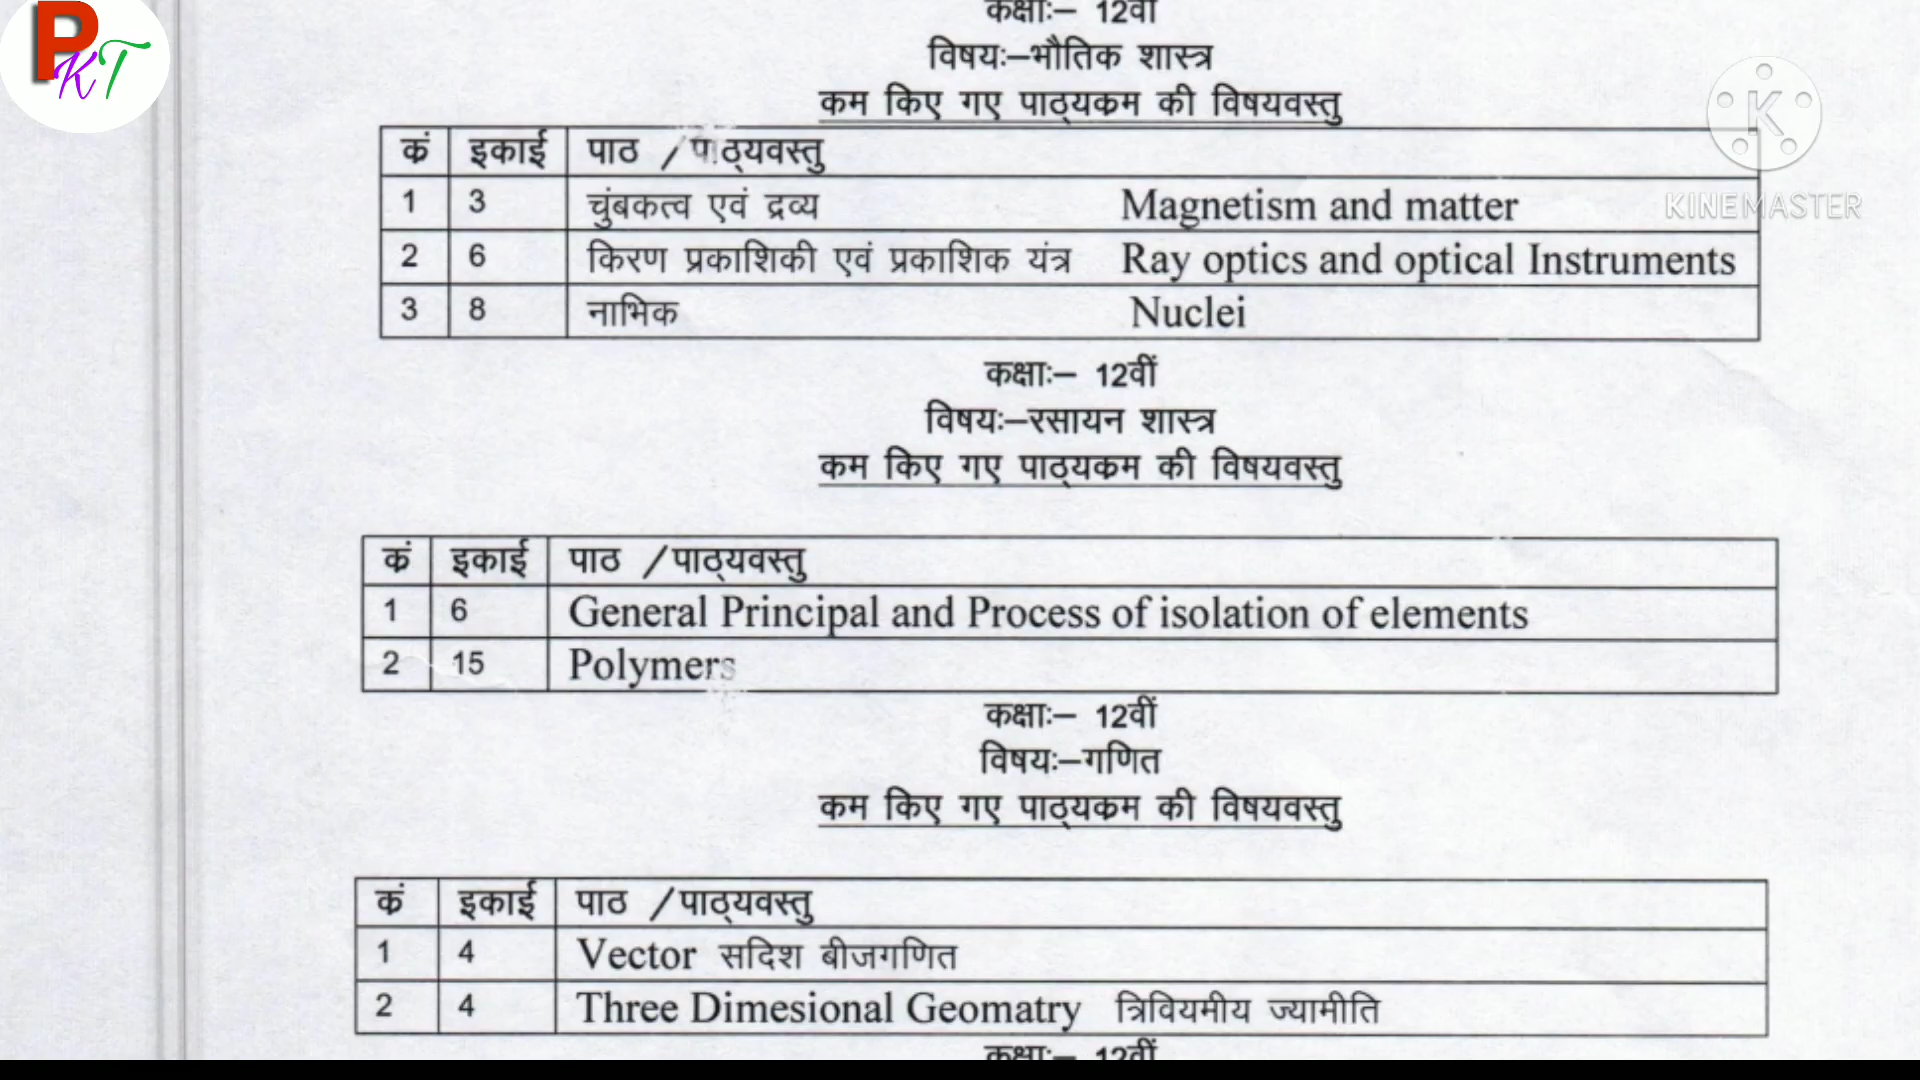 PKT
कक्षाः– 12वीं
विषयः–भौतिक शास्त्र
कम किए गए पाठ्यक्रम की विषयवस्तु
KINEMASTER
क्रं इकाई पाठ /पाठ्यवस्तु
1 3 चुंबकत्व एवं द्रव्य Magnetism and matter
2 6 किरण प्रकाशिकी एवं प्रकाशिक यंत्र Ray optics and optical Instruments
3 8 नाभिक Nuclei
कक्षाः– 12वीं
विषयः–रसायन शास्त्र
कम किए गए पाठ्यक्रम की विषयवस्तु
क्रं इकाई पाठ /पाठ्यवस्तु
1 6 General Principal and Process of isolation of elements
2 15 Polymers
कक्षाः– 12वीं
विषयः–गणित
कम किए गए पाठ्यक्रम की विषयवस्तु
क्रं इकाई पाठ /पाठ्यवस्तु
1 4 Vector सदिश बीजगणित
2 4 Three Dimesional Geomatry त्रिवियमीय ज्यामीति
कक्षाः– 12वीं